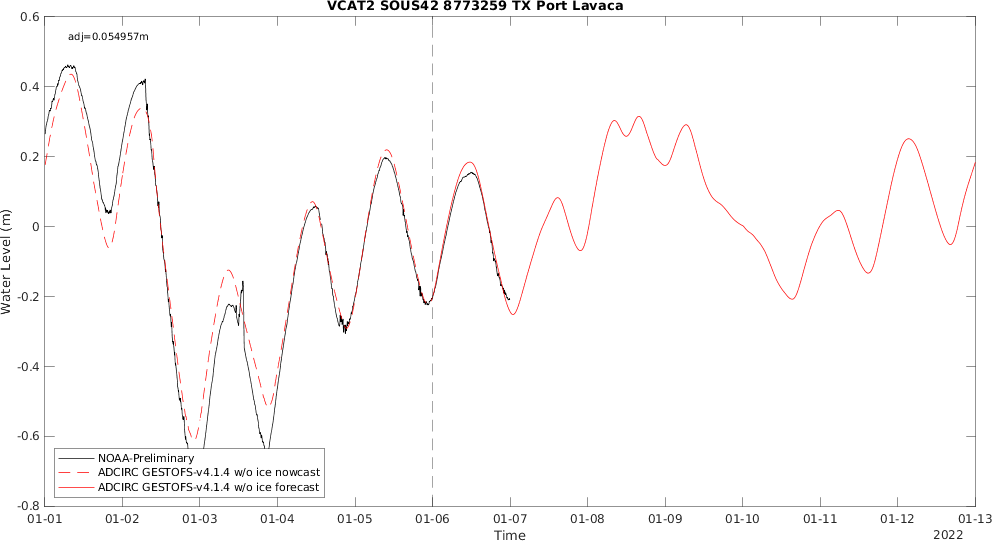 VCAT2 SOUS42 8773259 TX Port Lavaca
adj=0.054957m
0.6
0.4
0.2
0
-0.2
-0.4
-0.6
-0.8
Water Level (m)
NOAA-Preliminary
ADCIRC GESTOFS-v4.1.4 w/o ice nowcast
ADCIRC GESTOFS-v4.1.4 w/o ice forecast
01-01 01-02 01-03 01-04 01-05 01-06 01-07 01-08 01-09 01-10 01-11 01-12 01-13
Time
2022